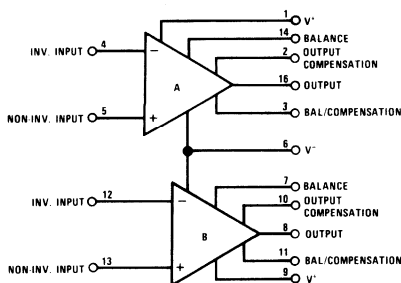 1 V+
14 BALANCE
INV. INPUT 4 − 2 OUTPUT
COMPENSATION
A 16 OUTPUT
NON-INV. INPUT 5 + 3 BAL/COMPENSATION
6 V−
7 BALANCE
INV. INPUT 12 − 10 OUTPUT
COMPENSATION
B 8 OUTPUT
NON-INV. INPUT 13 + 11 BAL/COMPENSATION
9 V+